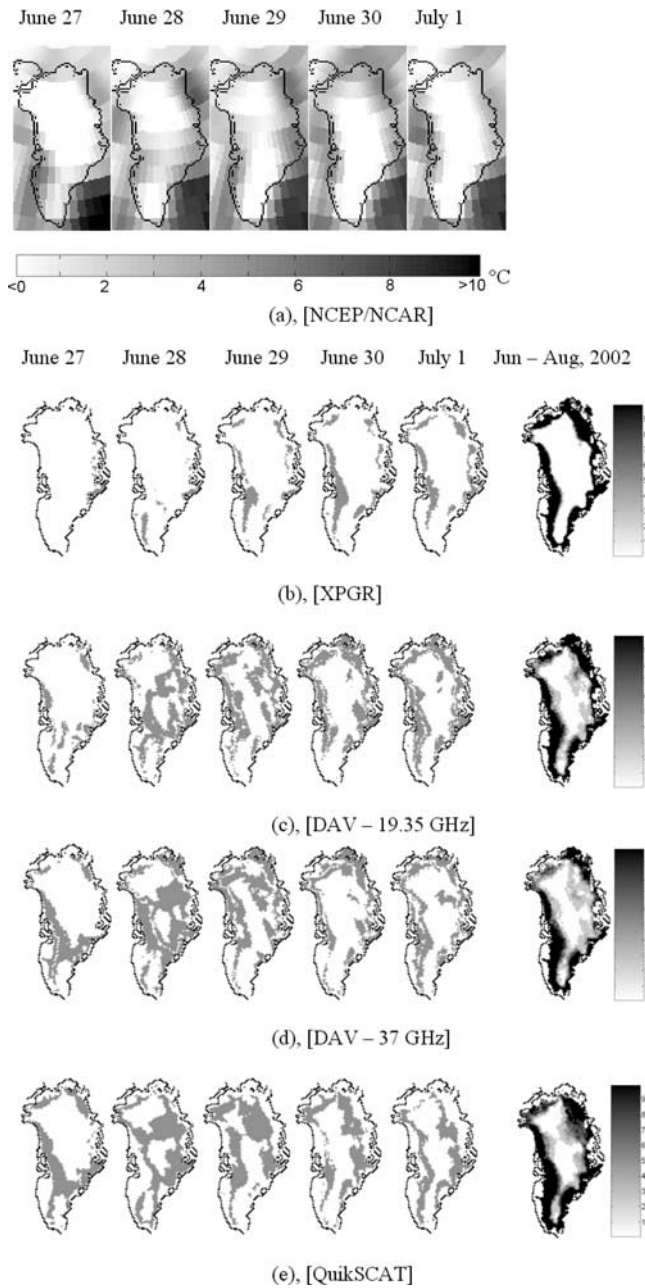 June 27 June 28 June 29 June 30 July 1
<0 2 4 6 8 >10 °C
(a), [NCEP/NCAR]
June 27 June 28 June 29 June 30 July 1 Jun – Aug, 2002
(b), [XPGR]
(c), [DAV – 19.35 GHz]
(d), [DAV – 37 GHz]
(e), [QuikSCAT]